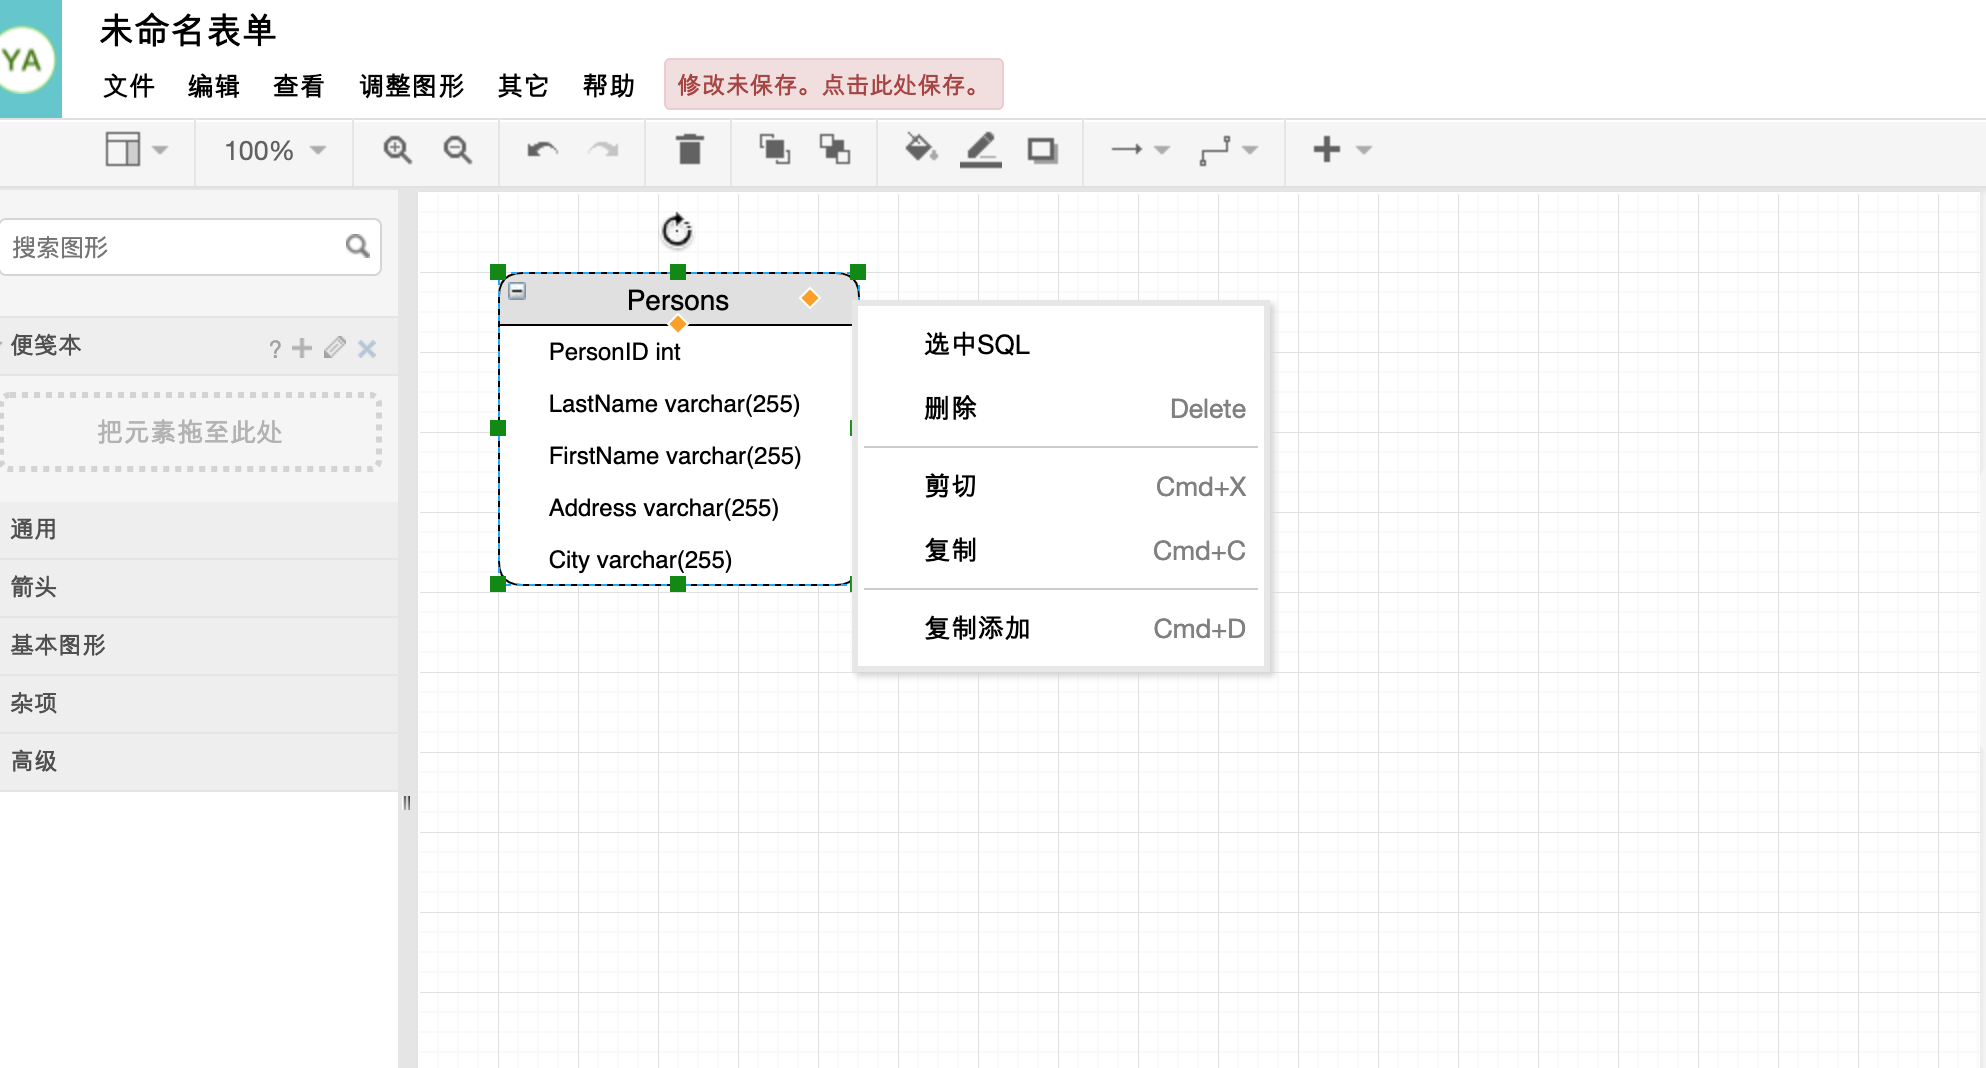 YA
未命名表单
文件 编辑 查看 调整图形 其它 帮助 修改未保存。点击此处保存。
100%
搜索图形
便笺本 ?
把元素拖至此处
通用
箭头
基本图形
杂项
高级
Persons
PersonID int
LastName varchar(255)
FirstName varchar(255)
Address varchar(255)
City varchar(255)
选中SQL
删除 Delete
剪切 Cmd+X
复制 Cmd+C
复制添加 Cmd+D